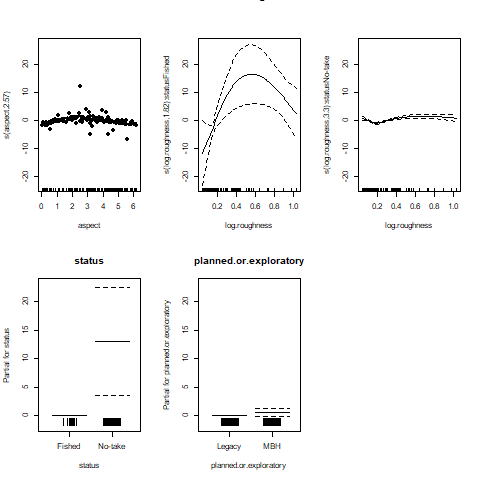 s(aspect,2.57)
20
10
0
-10
-20
0 1 2 3 4 5 6
aspect
s(log.roughness,1.82):statusFished
20
10
0
-10
-20
0.2 0.4 0.6 0.8 1.0
log.roughness
s(log.roughness,3.3):statusNo-take
20
10
0
-10
-20
0.2 0.4 0.6 0.8 1.0
log.roughness
status
Partial for status
20
15
10
5
0
Fished No-take
status
planned.or.exploratory
Partial for planned.or.exploratory
20
15
10
5
0
Legacy MBH
planned.or.exploratory